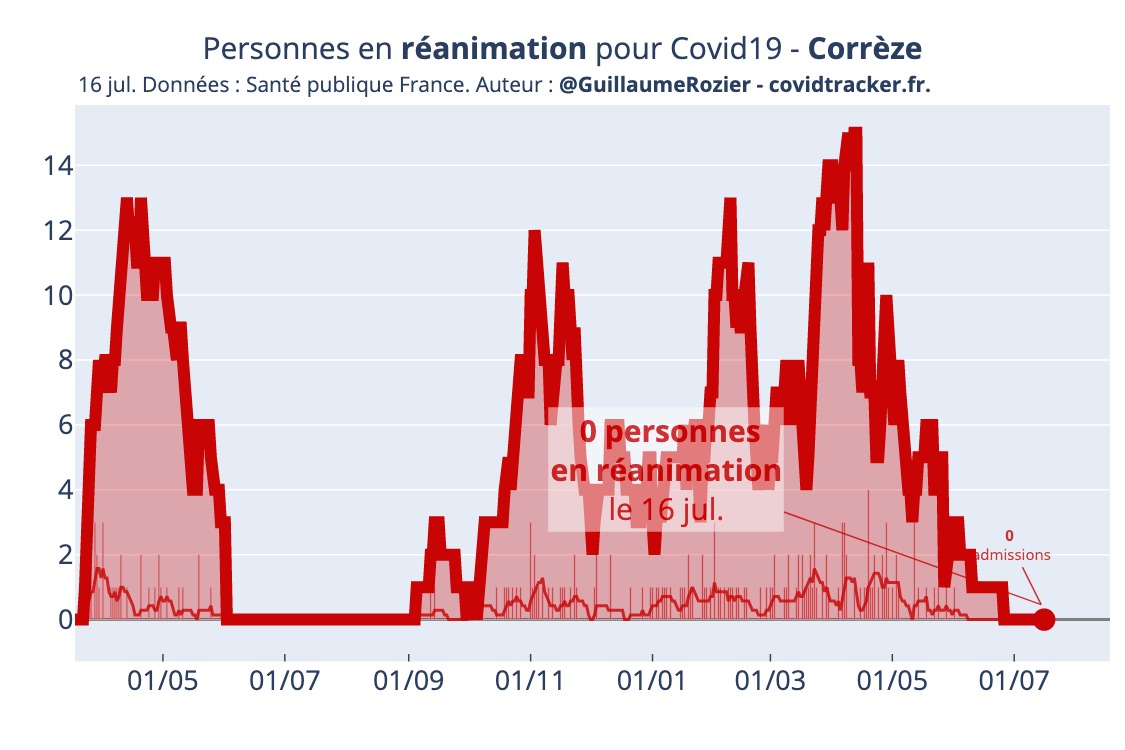 Personnes en réanimation pour Covid19 - Corrèze
16 jul. Données : Santé publique France. Auteur : @GuillaumeRozier - covidtracker.fr.
14
12
10
8
6
4
2
0
0 personnes
en réanimation
le 16 jul.
0
admissions
01/05
01/07
01/09
01/11
01/01
01/03
01/05
01/07